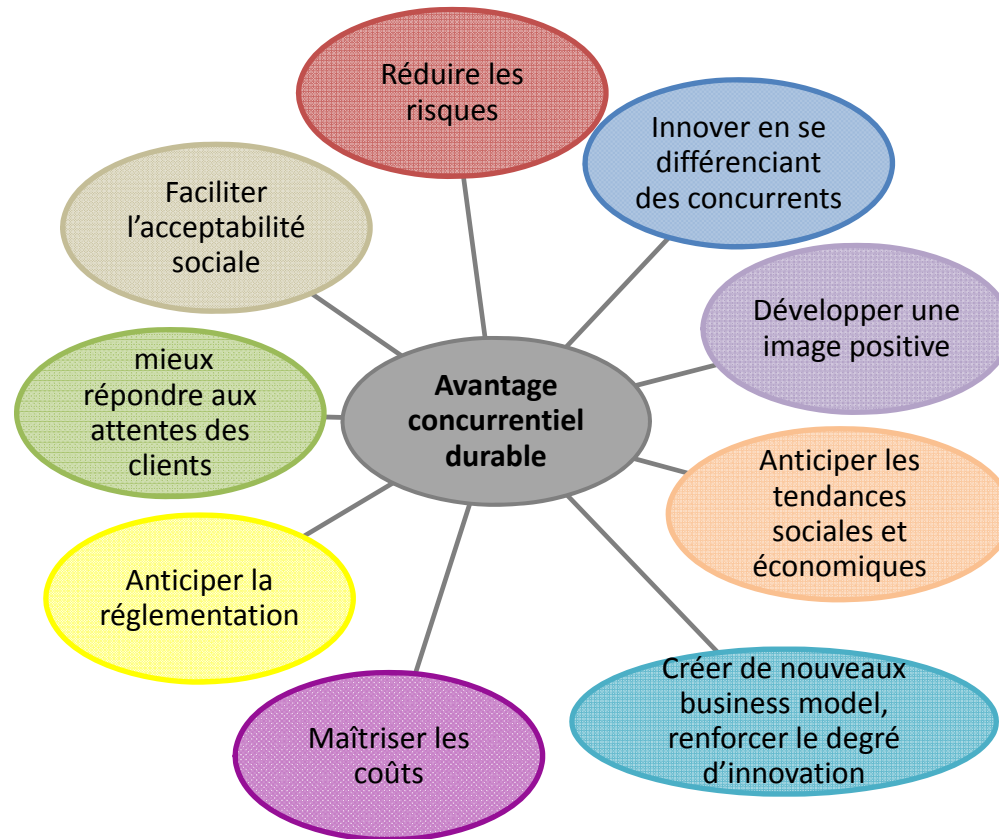 Réduire les
risques
Innover en se
différenciant
des concurrents
Faciliter
l’acceptabilité
sociale
Développer une
image positive
mieux
répondre aux
attentes des
clients
Avantage
concurrentiel
durable
Anticiper les
tendances
sociales et
économiques
Anticiper la
réglementation
Créer de nouveaux
business model,
renforcer le degré
d’innovation
Maîtriser les
coûts